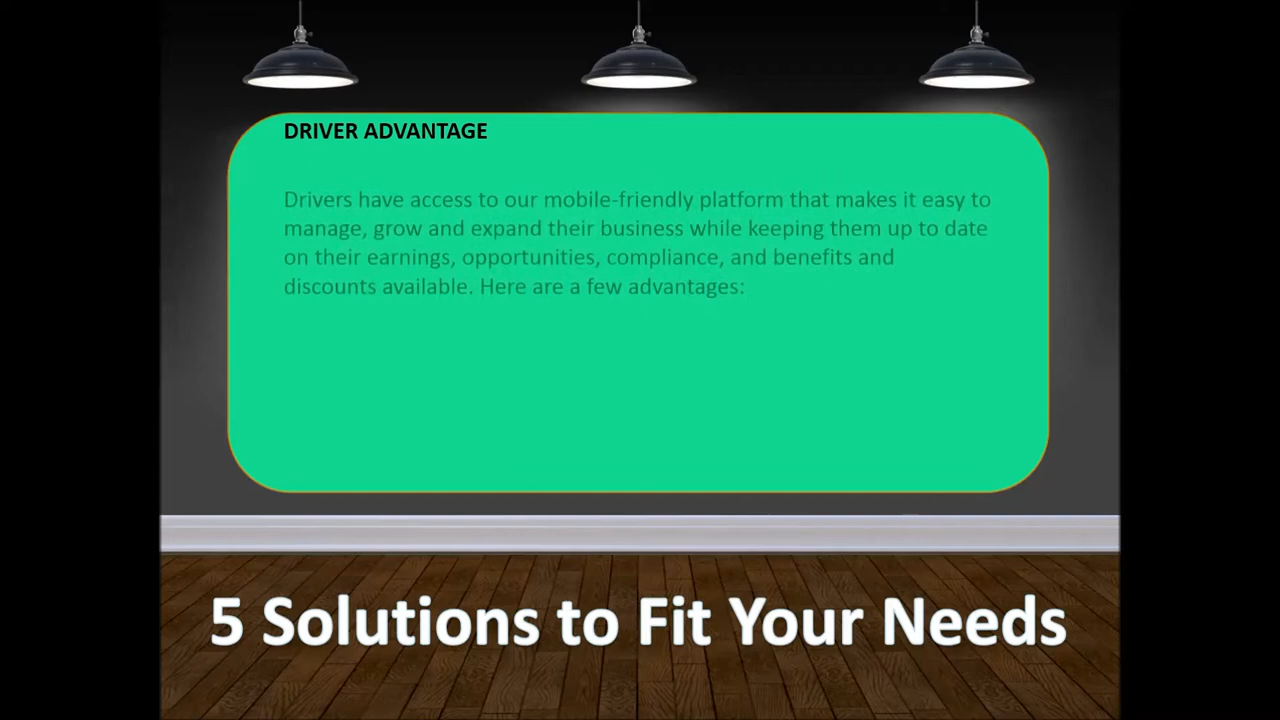 DRIVER ADVANTAGE
Drivers have access to our mobile-friendly platform that makes it easy to
manage, grow and expand their business while keeping them up to date
on their earnings, opportunities, compliance, and benefits and
discounts available. Here are a few advantages:
5 Solutions to Fit Your Needs